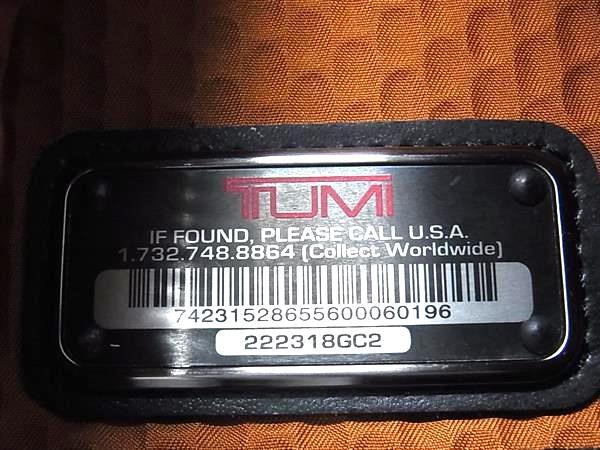 TUMI
IF FOUND, PLEASE CALL U.S.A.
1.732.748.8864 (Collect Worldwide)
74231528655600060196
222318GC2